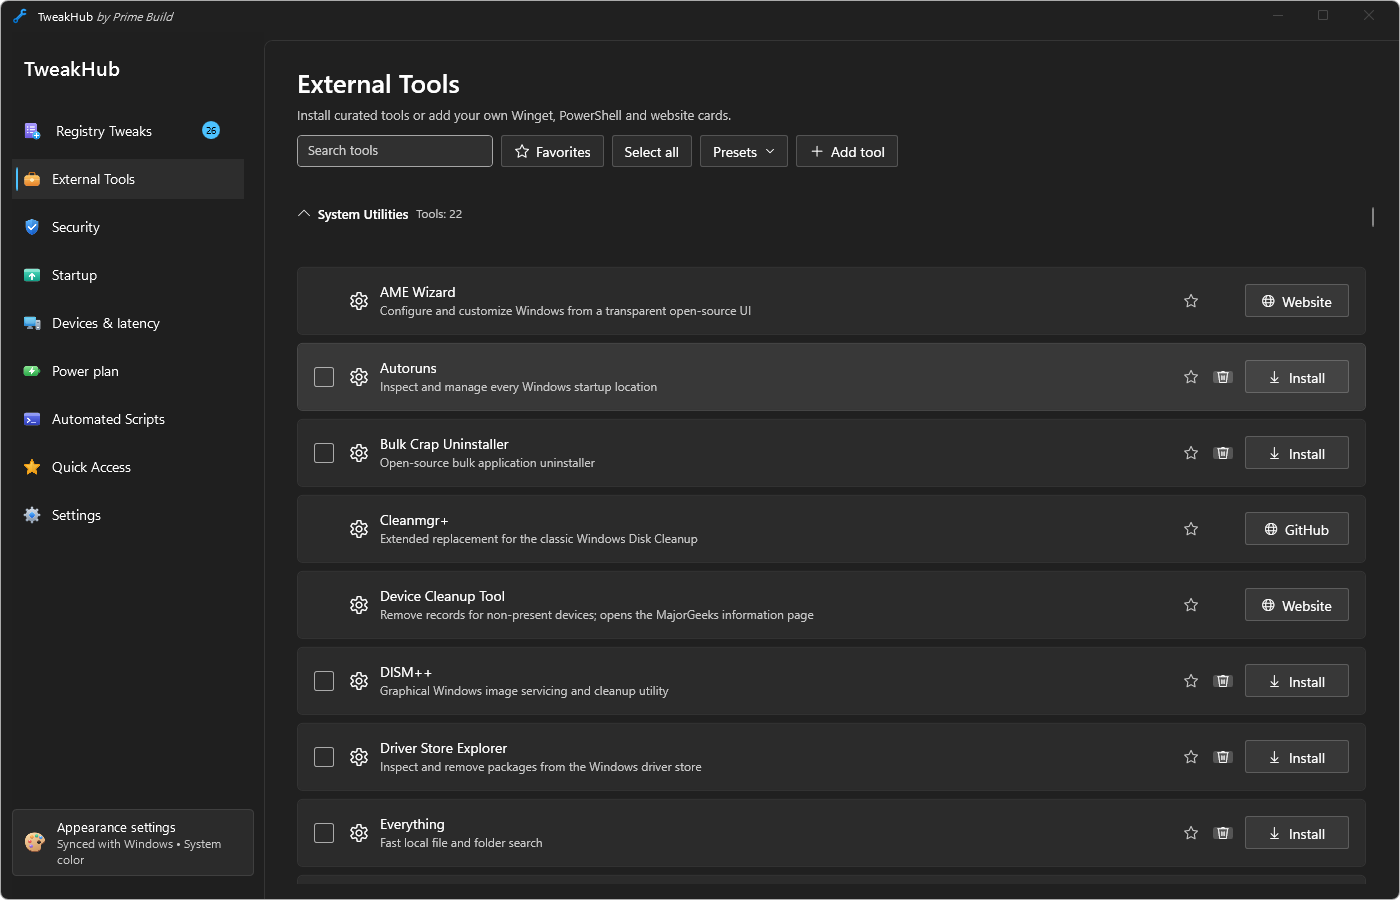 TweakHub by Prime Build
TweakHub
Registry Tweaks 26
External Tools
Security
Startup
Devices & latency
Power plan
Automated Scripts
Quick Access
Settings
Appearance settings
Synced with Windows • System
color
External Tools
Install curated tools or add your own Winget, PowerShell and website cards.
Search tools Favorites Select all Presets Add tool
System Utilities Tools: 22
AME Wizard
Configure and customize Windows from a transparent open-source UI
Website
Autoruns
Inspect and manage every Windows startup location
Install
Bulk Crap Uninstaller
Open-source bulk application uninstaller
Install
Cleanmgr+
Extended replacement for the classic Windows Disk Cleanup
GitHub
Device Cleanup Tool
Remove records for non-present devices; opens the MajorGeeks information page
Website
DISM++
Graphical Windows image servicing and cleanup utility
Install
Driver Store Explorer
Inspect and remove packages from the Windows driver store
Install
Everything
Fast local file and folder search
Install